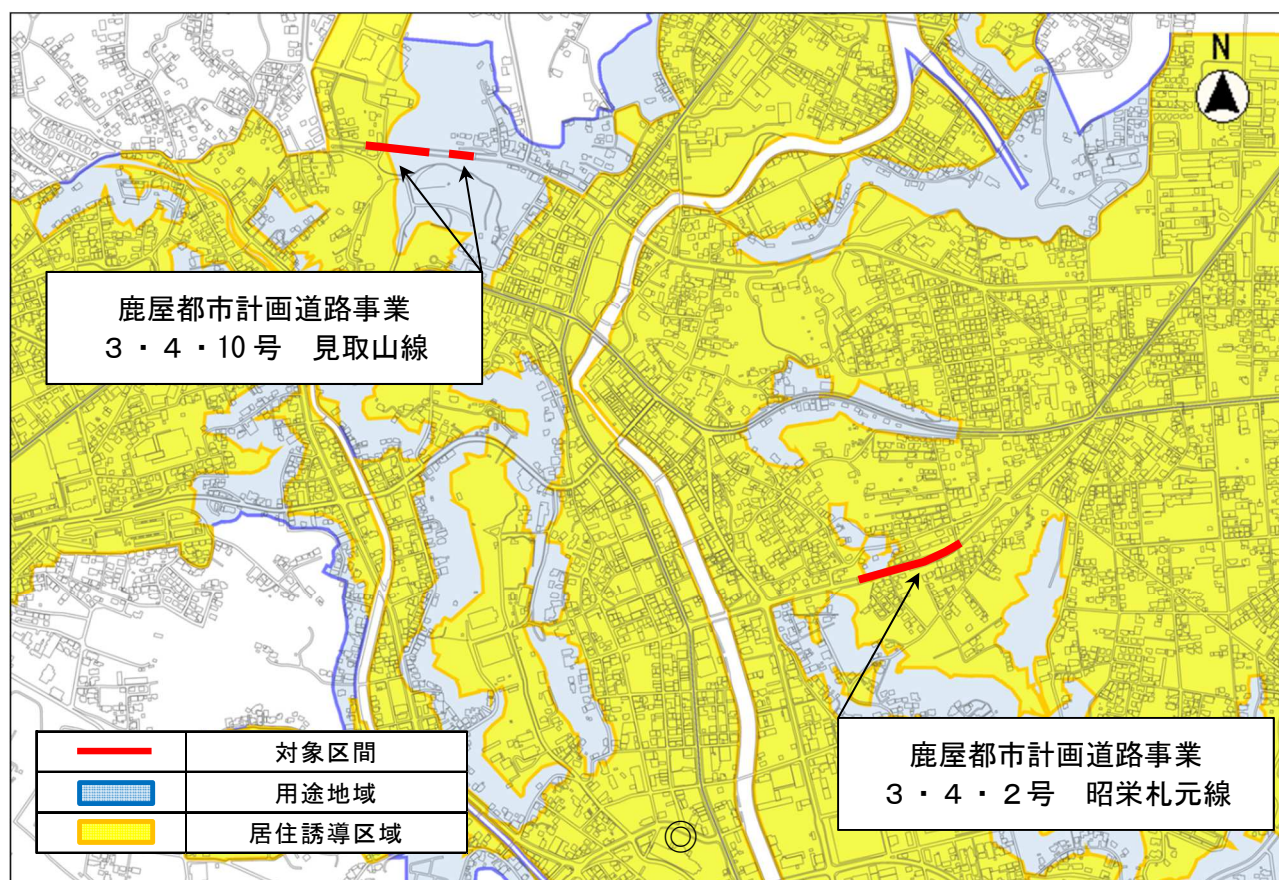 N
鹿屋都市計画道路事業
３・４・10号　見取山線
鹿屋都市計画道路事業
３・４・２号　昭栄札元線
対象区間
用途地域
居住誘導区域